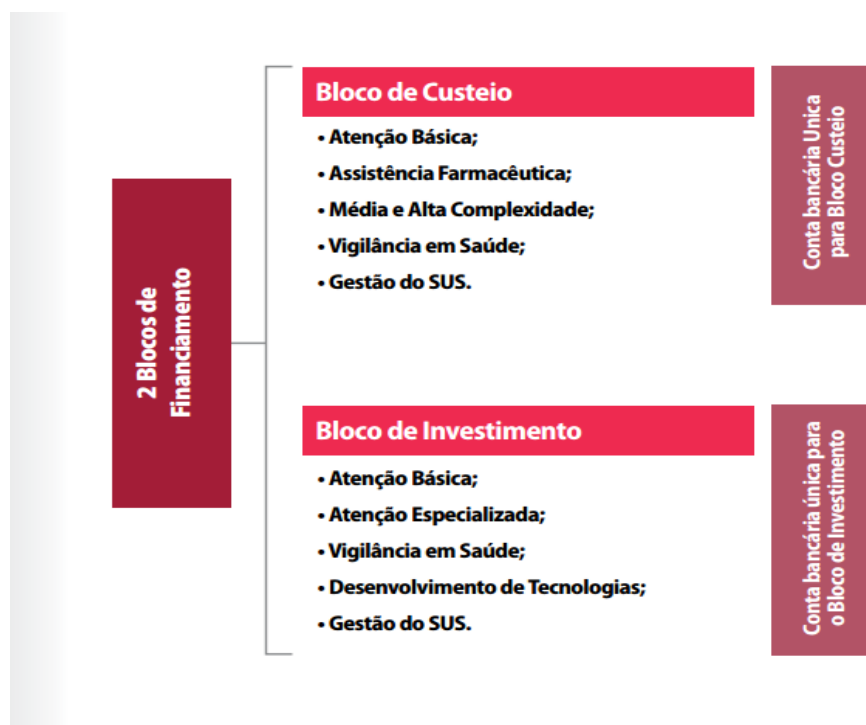 2 Blocos de
Financiamento
Bloco de Custeio
• Atenção Básica;
• Assistência Farmacêutica;
• Média e Alta Complexidade;
• Vigilância em Saúde;
• Gestão do SUS.
Conta bancária Unica
para Bloco Custeio
Bloco de Investimento
• Atenção Básica;
• Atenção Especializada;
• Vigilância em Saúde;
• Desenvolvimento de Tecnologias;
• Gestão do SUS.
Conta bancária única para
o Bloco de Investimento